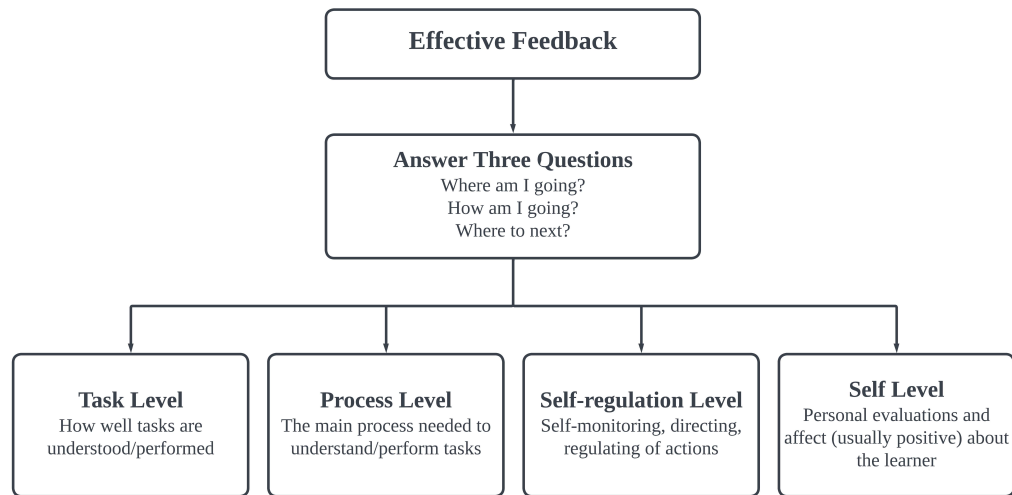 Effective Feedback
Answer Three Questions
Where am I going?
How am I going?
Where to next?
Task Level
How well tasks are
understood/performed
Process Level
The main process needed to
understand/perform tasks
Self-regulation Level
Self-monitoring, directing,
regulating of actions
Self Level
Personal evaluations and
affect (usually positive) about
the learner